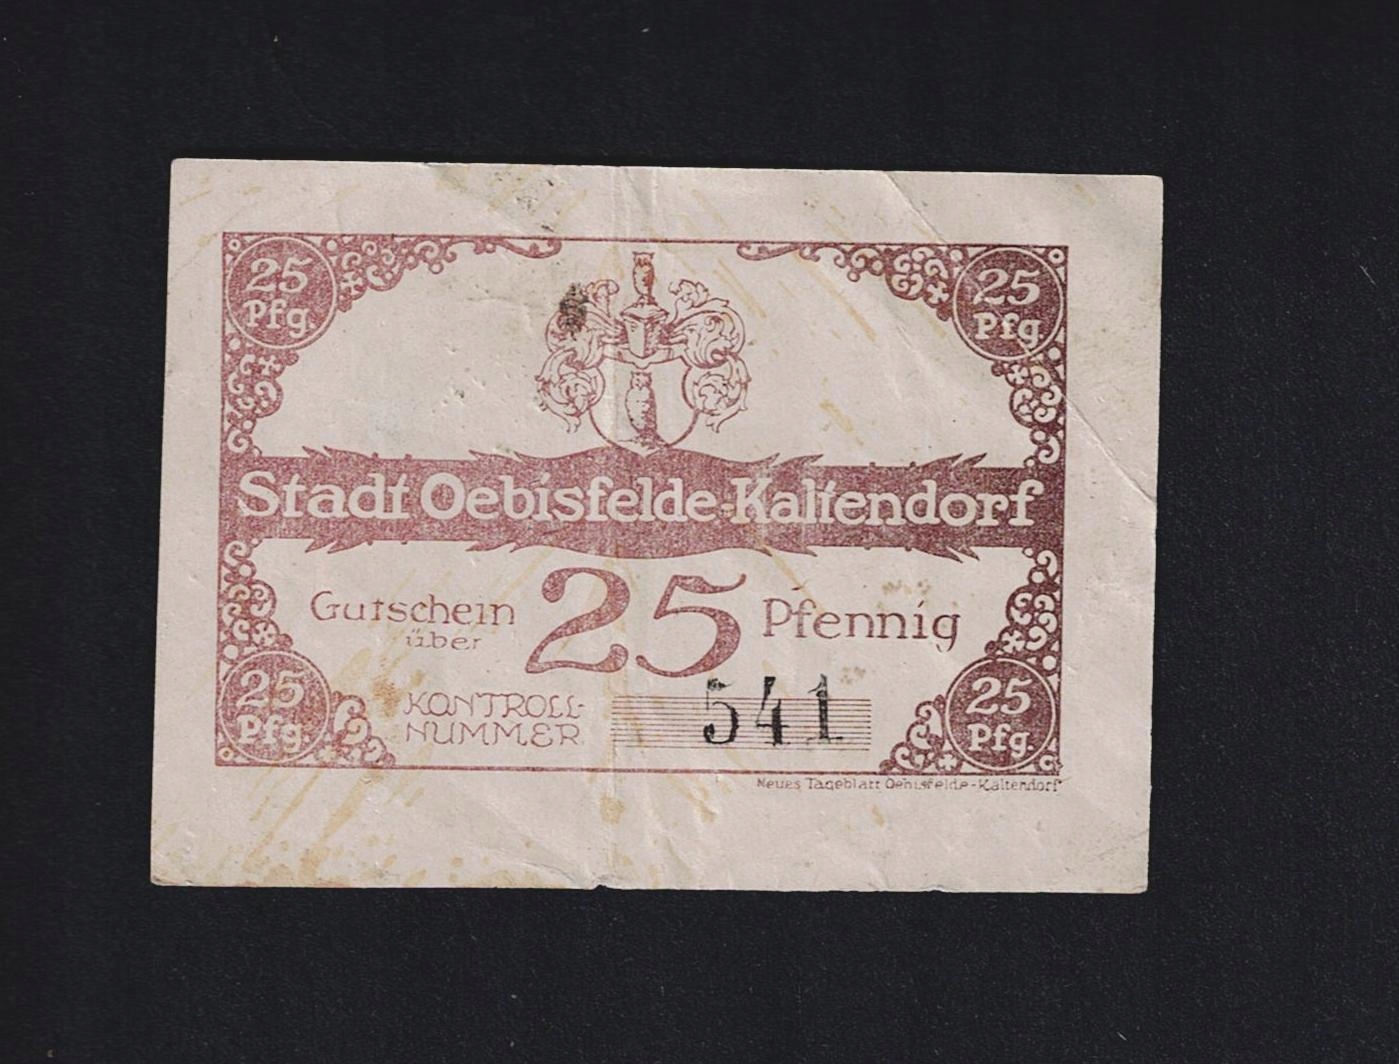 25 Pfg. 25 Pfg.
Stadt Oebisfelde-Kaltendorf
Gutschein über 25 Pfennig
25 Pfg. KONTROLL-NUMMER 541 25 Pfg.
Neues Tageblatt Oebisfelde-Kaltendorf